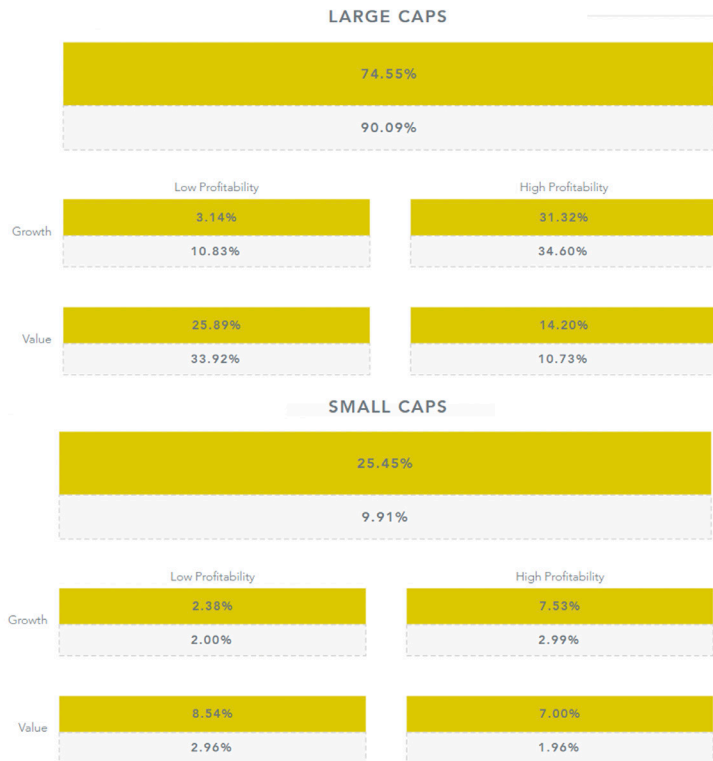 LARGE CAPS
74.55%
90.09%
Low Profitability High Profitability
Growth 3.14% 31.32%
10.83% 34.60%
Value 25.89% 14.20%
33.92% 10.73%
SMALL CAPS
25.45%
9.91%
Low Profitability High Profitability
Growth 2.38% 7.53%
2.00% 2.99%
Value 8.54% 7.00%
2.96% 1.96%